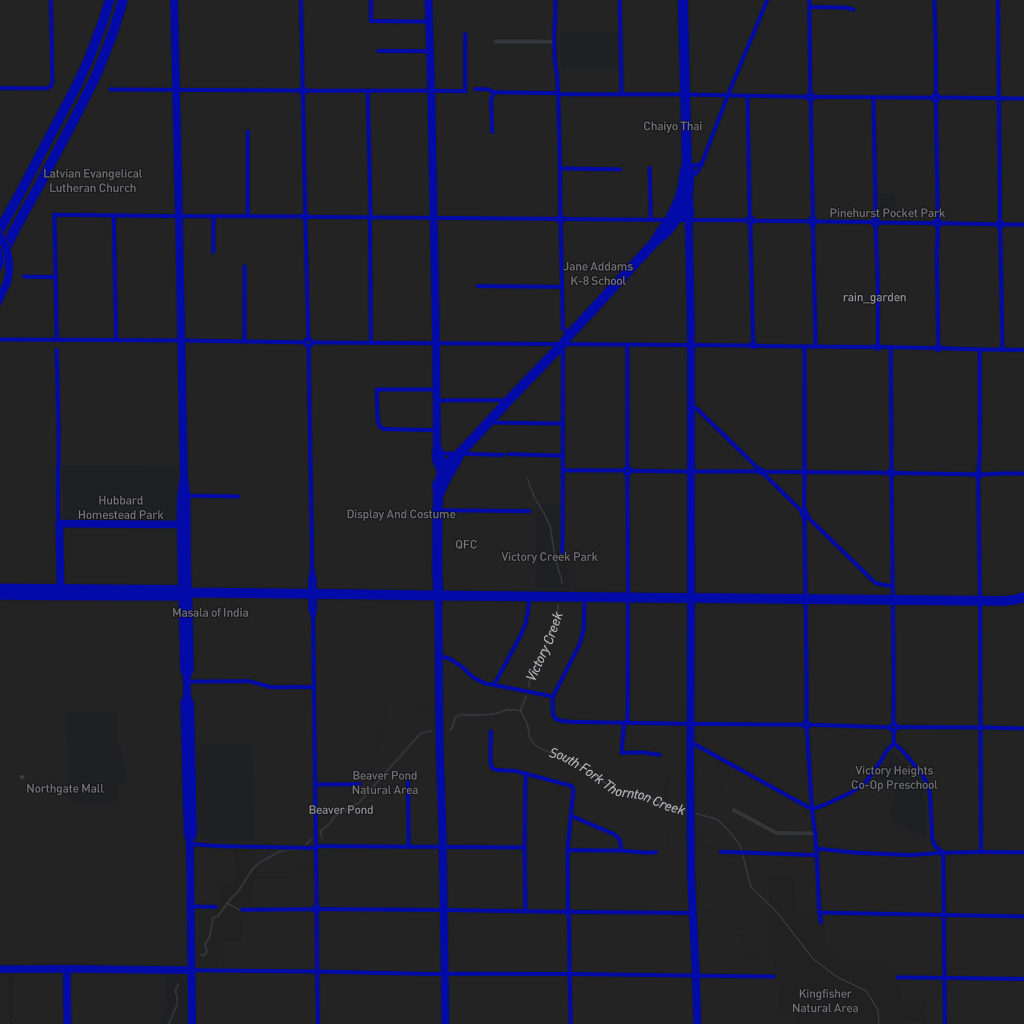 Chaiyo Thai
Latvian Evangelical
Lutheran Church
Pinehurst Pocket Park
Jane Addams
K-8 School
rain_garden
Hubbard
Homestead Park
Display And Costume
QFC
Victory Creek Park
Masala of India
Victory Creek
South Fork Thornton Creek
Beaver Pond
Natural Area
Victory Heights
Co-Op Preschool
Northgate Mall
Beaver Pond
Kingfisher
Natural Area